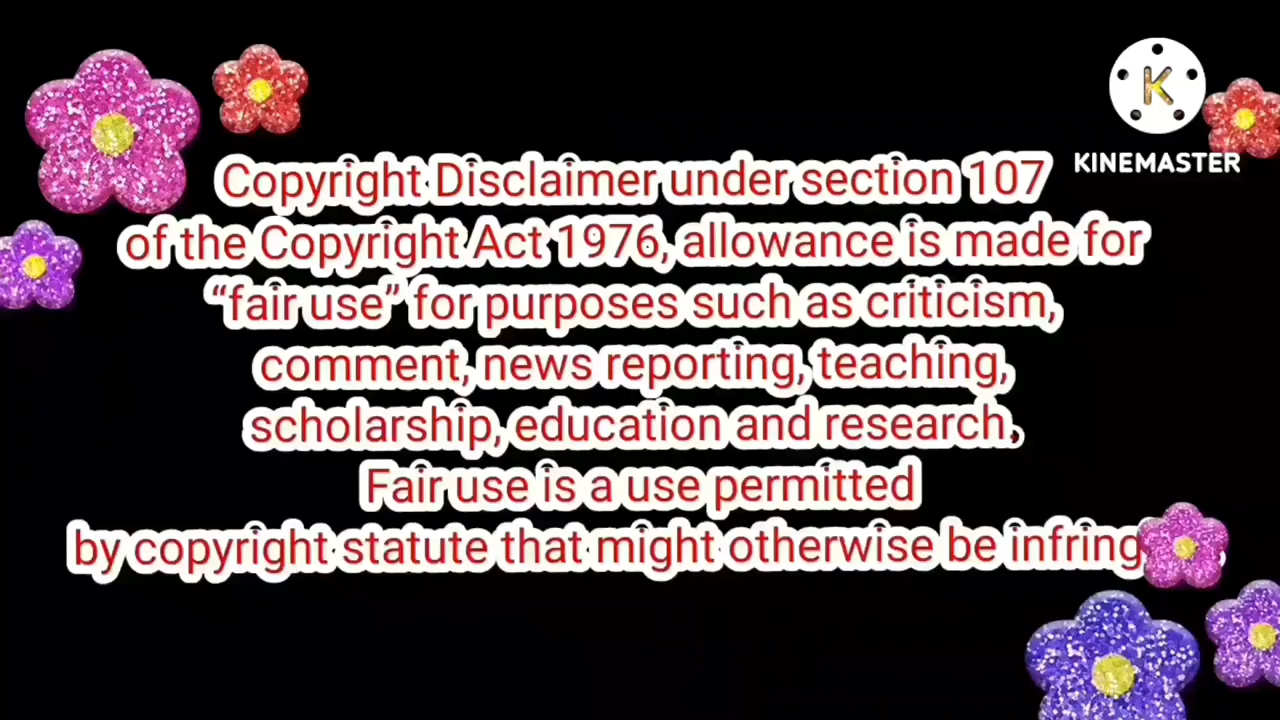 K
KINEMASTER
Copyright Disclaimer under section 107
of the Copyright Act 1976, allowance is made for
“fair use” for purposes such as criticism,
comment, news reporting, teaching,
scholarship, education and research.
Fair use is a use permitted
by copyright statute that might otherwise be infring